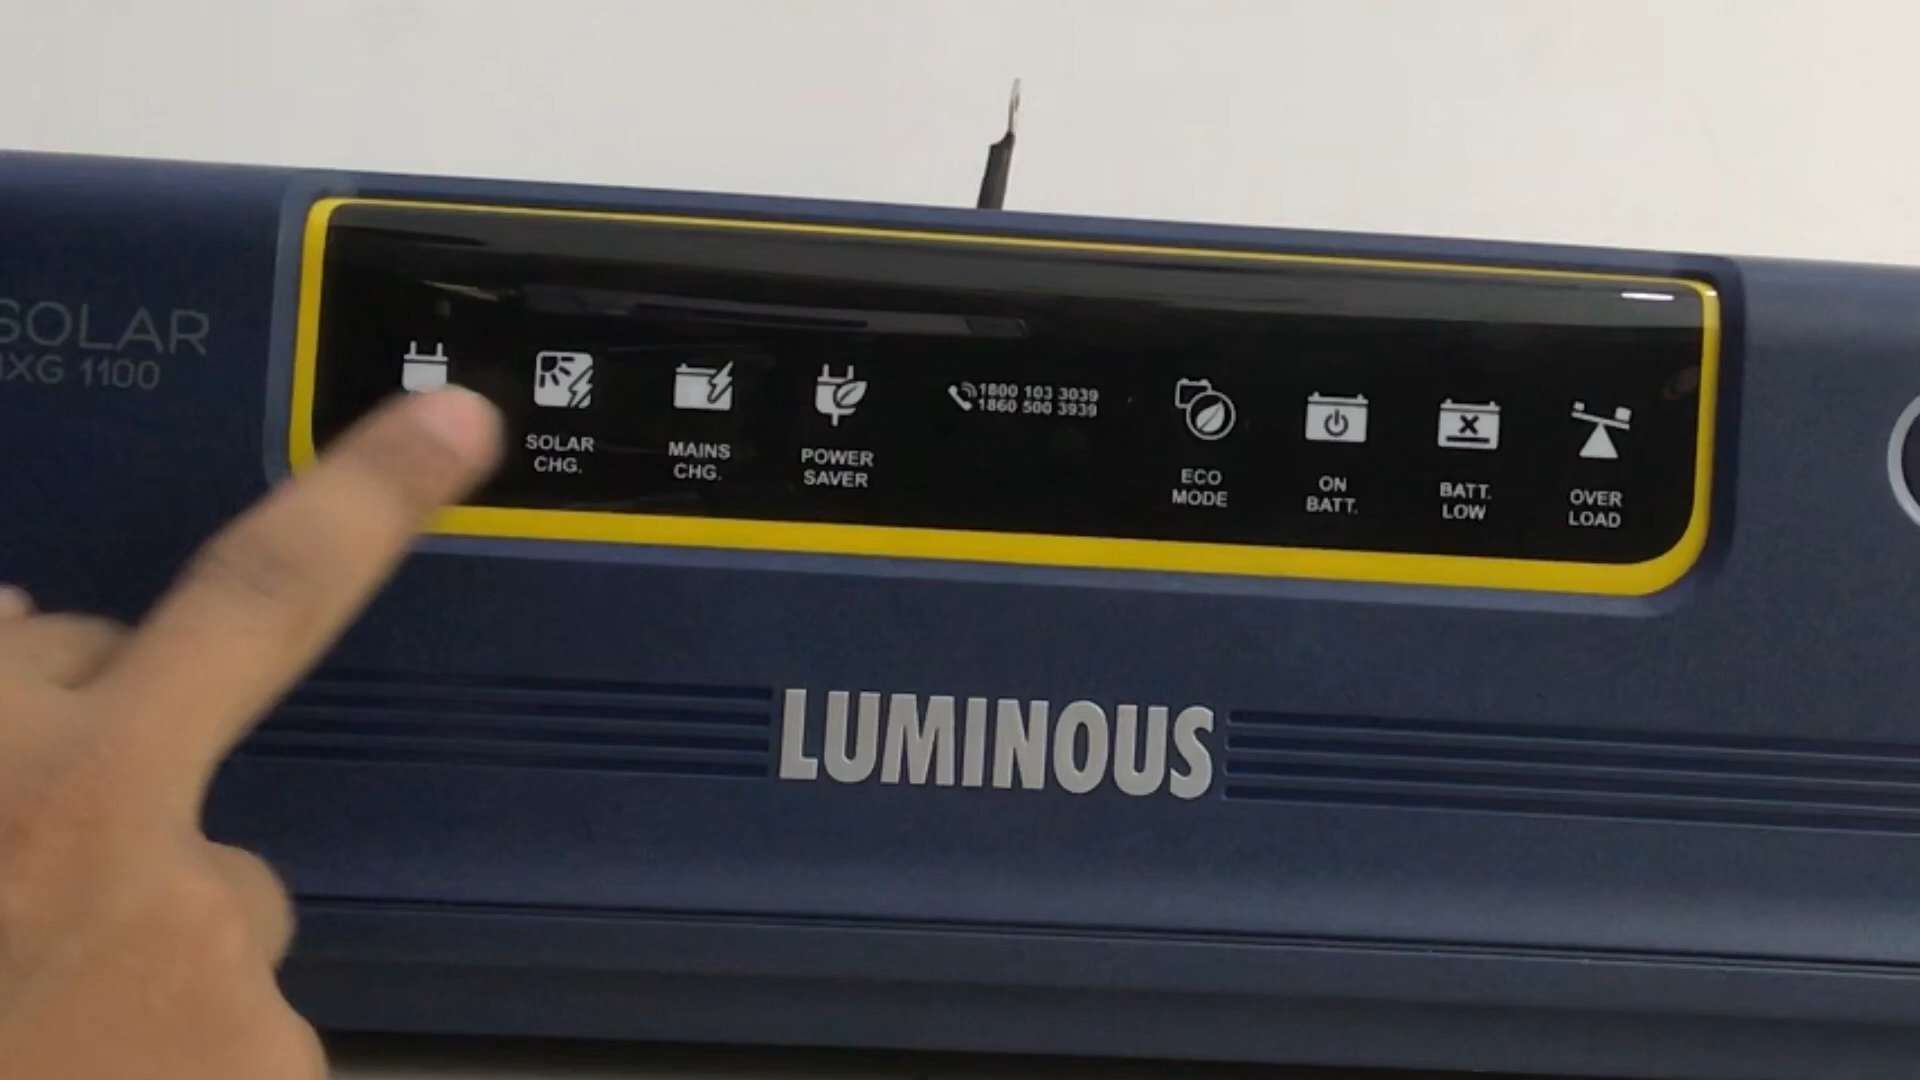 SOLAR
XG 1100
SOLAR
CHG.
MAINS
CHG.
POWER
SAVER
1800 103 3039
1860 500 3939
ECO
MODE
ON
BATT.
BATT.
LOW
OVER
LOAD
LUMINOUS